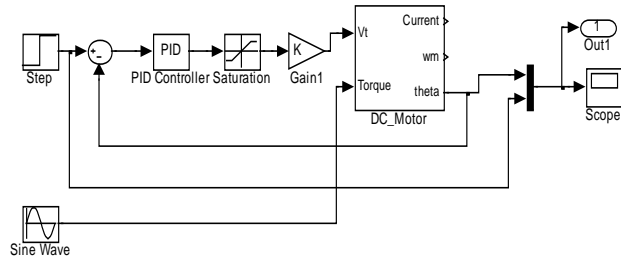 Step
+
-
PID
PID Controller
Saturation
K
Gain1
Vt
Torque
Current
wm
theta
DC_Motor
1
Out1
Scope
Sine Wave